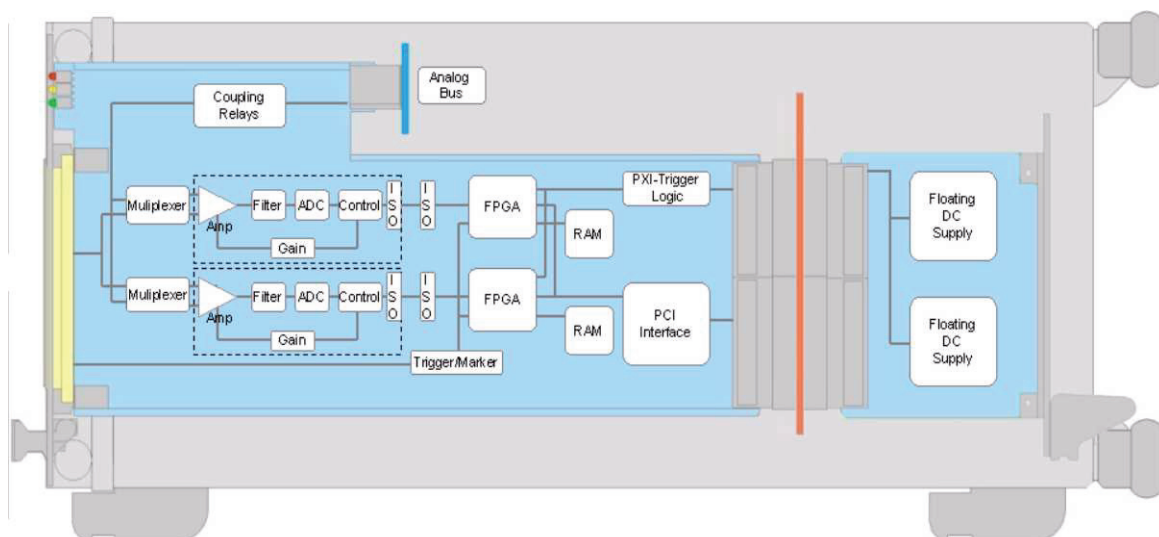 Analog
Bus
Coupling
Relays
Muliplexer
Amp
Filter
ADC
Control
I
S
O
I
S
O
Gain
FPGA
RAM
PXI-Trigger
Logic
Floating
DC
Supply
Muliplexer
Amp
Filter
ADC
Control
I
S
O
I
S
O
Gain
FPGA
RAM
PCI
Interface
Floating
DC
Supply
Trigger/Marker